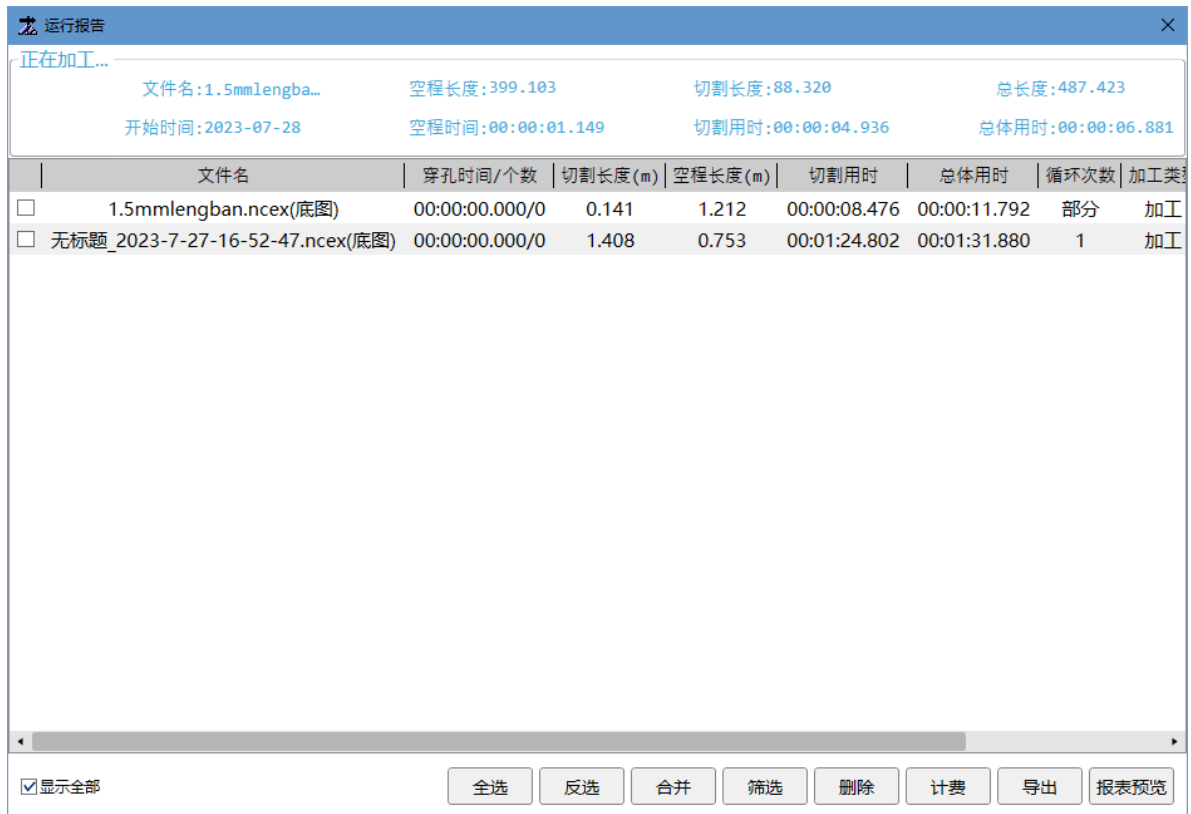 运行报告
正在加工...
文件名:1.5mmlengba… 空程长度:399.103 切割长度:88.320 总长度:487.423
开始时间:2023-07-28 空程时间:00:00:01.149 切割用时:00:00:04.936 总体用时:00:00:06.881
文件名 穿孔时间/个数 切割长度(m) 空程长度(m) 切割用时 总体用时 循环次数 加工类
1.5mmlengban.ncex(底图) 00:00:00.000/0 0.141 1.212 00:00:08.476 00:00:11.792 部分 加工
无标题_2023-7-27-16-52-47.ncex(底图) 00:00:00.000/0 1.408 0.753 00:01:24.802 00:01:31.880 1 加工
显示全部 全选 反选 合并 筛选 删除 计费 导出 报表预览